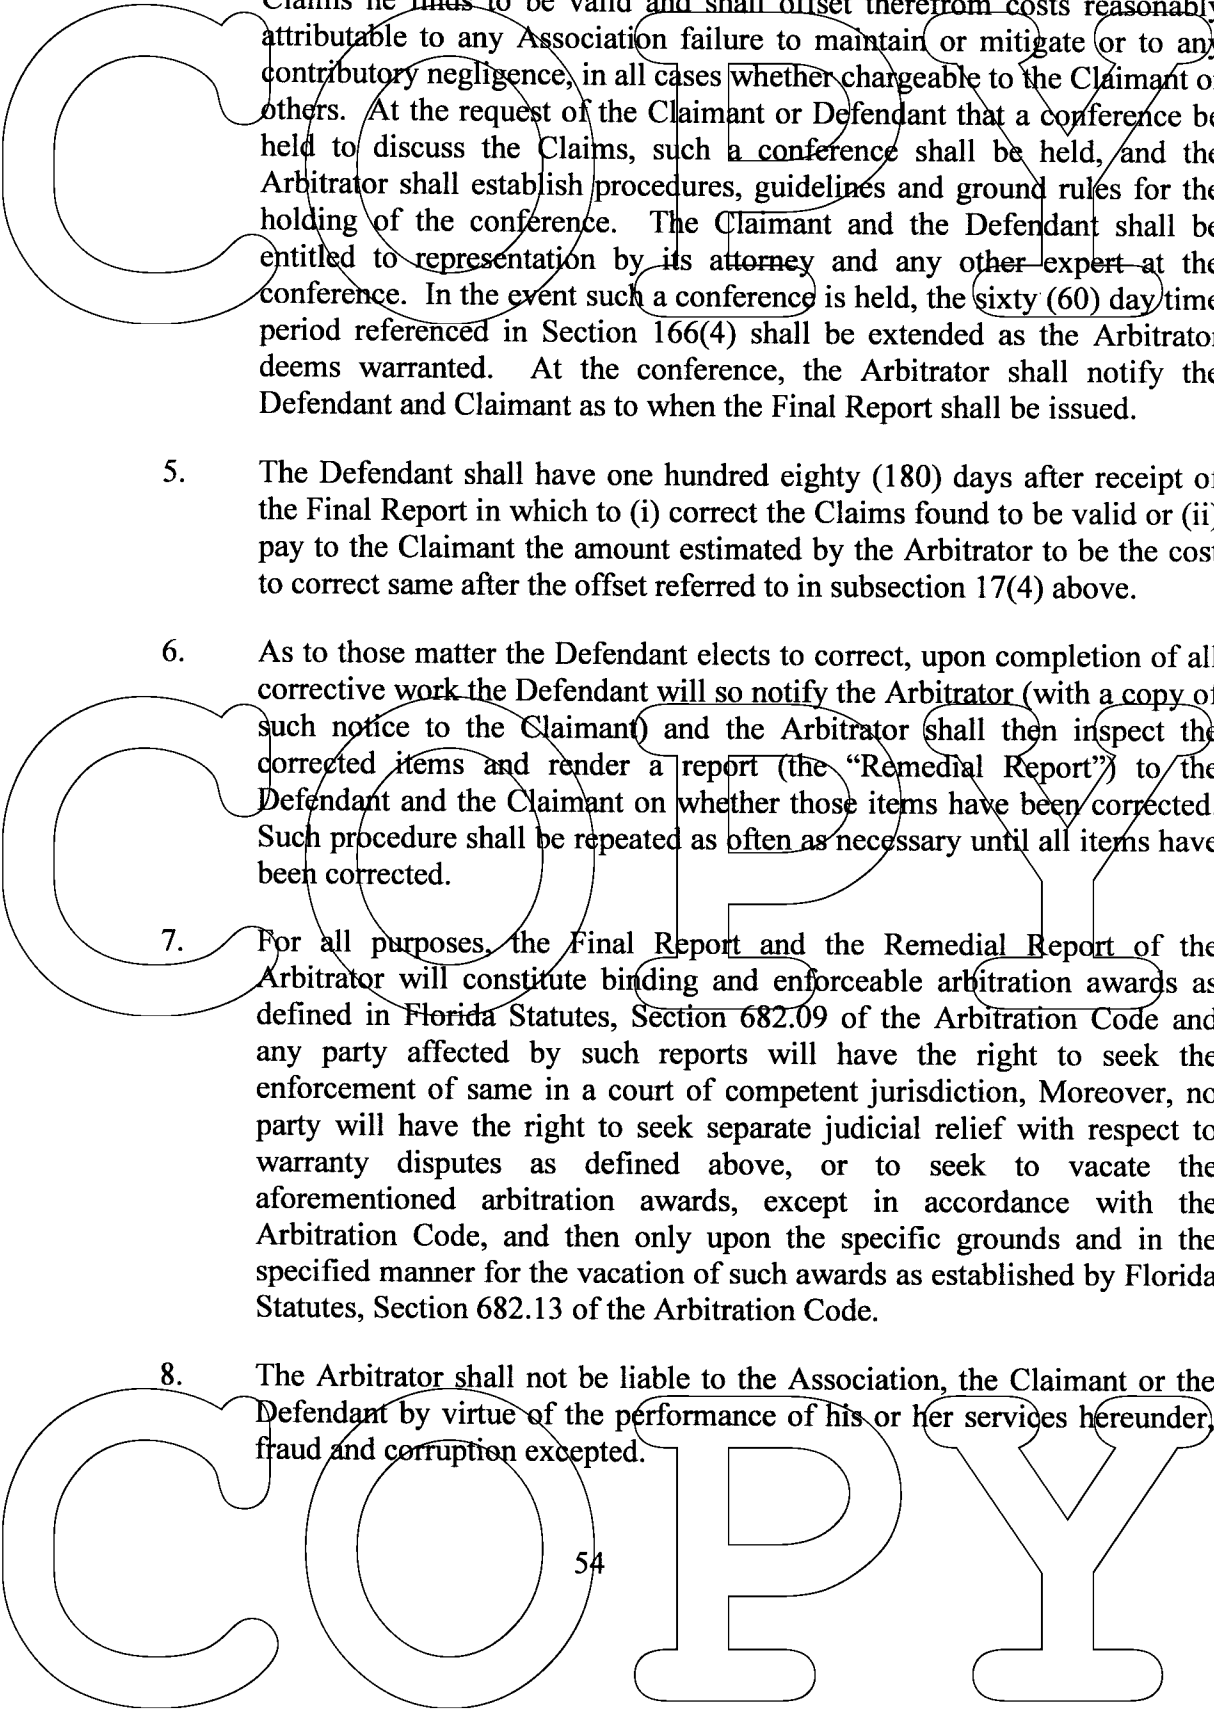 Claims he finds to be valid and shall offset therefrom costs reasonably
attributable to any Association failure to maintain or mitigate or to any
contributory negligence, in all cases whether chargeable to the Claimant or
others. At the request of the Claimant or Defendant that a conference be
held to discuss the Claims, such a conference shall be held, and the
Arbitrator shall establish procedures, guidelines and ground rules for the
holding of the conference. The Claimant and the Defendant shall be
entitled to representation by its attorney and any other expert at the
conference. In the event such a conference is held, the sixty (60) day time
period referenced in Section 166(4) shall be extended as the Arbitrator
deems warranted. At the conference, the Arbitrator shall notify the
Defendant and Claimant as to when the Final Report shall be issued.
5. The Defendant shall have one hundred eighty (180) days after receipt of
the Final Report in which to (i) correct the Claims found to be valid or (ii)
pay to the Claimant the amount estimated by the Arbitrator to be the cost
to correct same after the offset referred to in subsection 17(4) above.
6. As to those matter the Defendant elects to correct, upon completion of all
corrective work the Defendant will so notify the Arbitrator (with a copy of
such notice to the Claimant) and the Arbitrator shall then inspect the
corrected items and render a report (the “Remedial Report”) to the
Defendant and the Claimant on whether those items have been corrected.
Such procedure shall be repeated as often as necessary until all items have
been corrected.
7. For all purposes, the Final Report and the Remedial Report of the
Arbitrator will constitute binding and enforceable arbitration awards as
defined in Florida Statutes, Section 682.09 of the Arbitration Code and
any party affected by such reports will have the right to seek the
enforcement of same in a court of competent jurisdiction, Moreover, no
party will have the right to seek separate judicial relief with respect to
warranty disputes as defined above, or to seek to vacate the
aforementioned arbitration awards, except in accordance with the
Arbitration Code, and then only upon the specific grounds and in the
specified manner for the vacation of such awards as established by Florida
Statutes, Section 682.13 of the Arbitration Code.
8. The Arbitrator shall not be liable to the Association, the Claimant or the
Defendant by virtue of the performance of his or her services hereunder,
fraud and corruption excepted.
54
COPY
COPY
COPY